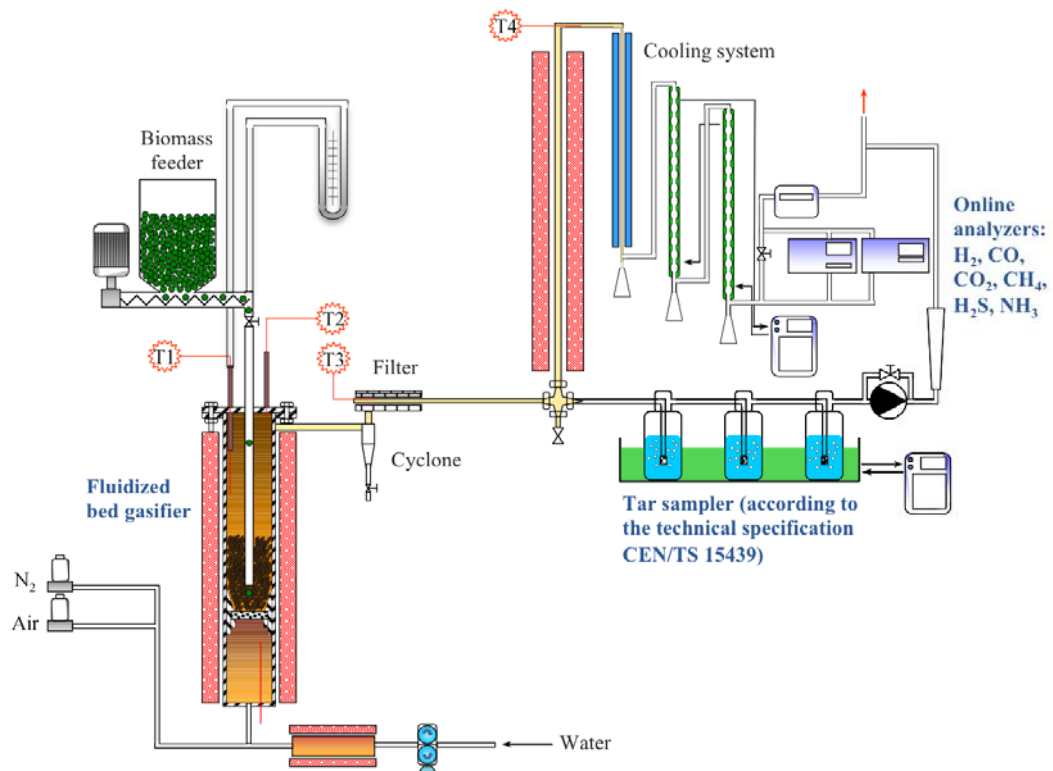 T4
Cooling system
Biomass
feeder
Online
analyzers:
H₂, CO,
CO₂, CH₄,
H₂S, NH₃
T2
T1
T3
Filter
Cyclone
Fluidized
bed gasifier
Tar sampler (according to
the technical specification
CEN/TS 15439)
N₂
Air
Water